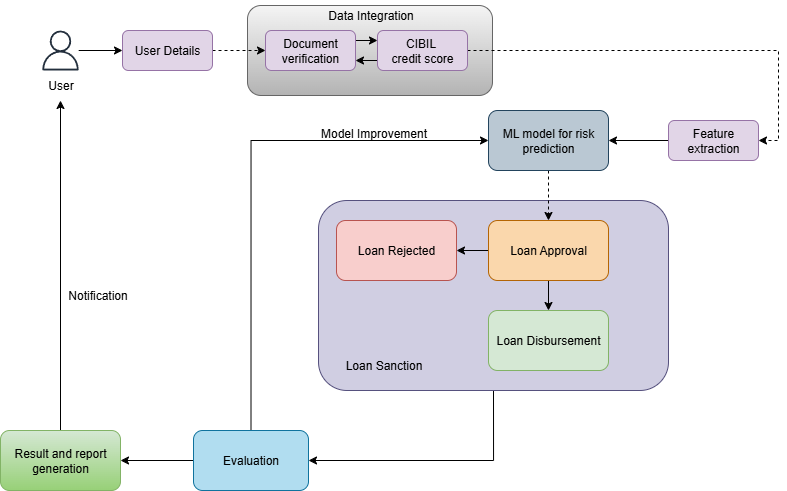 Data Integration
User Details
Document
verification
CIBIL
credit score
User
Model Improvement
ML model for risk
prediction
Feature
extraction
Loan Rejected
Loan Approval
Notification
Loan Disbursement
Loan Sanction
Result and report
generation
Evaluation